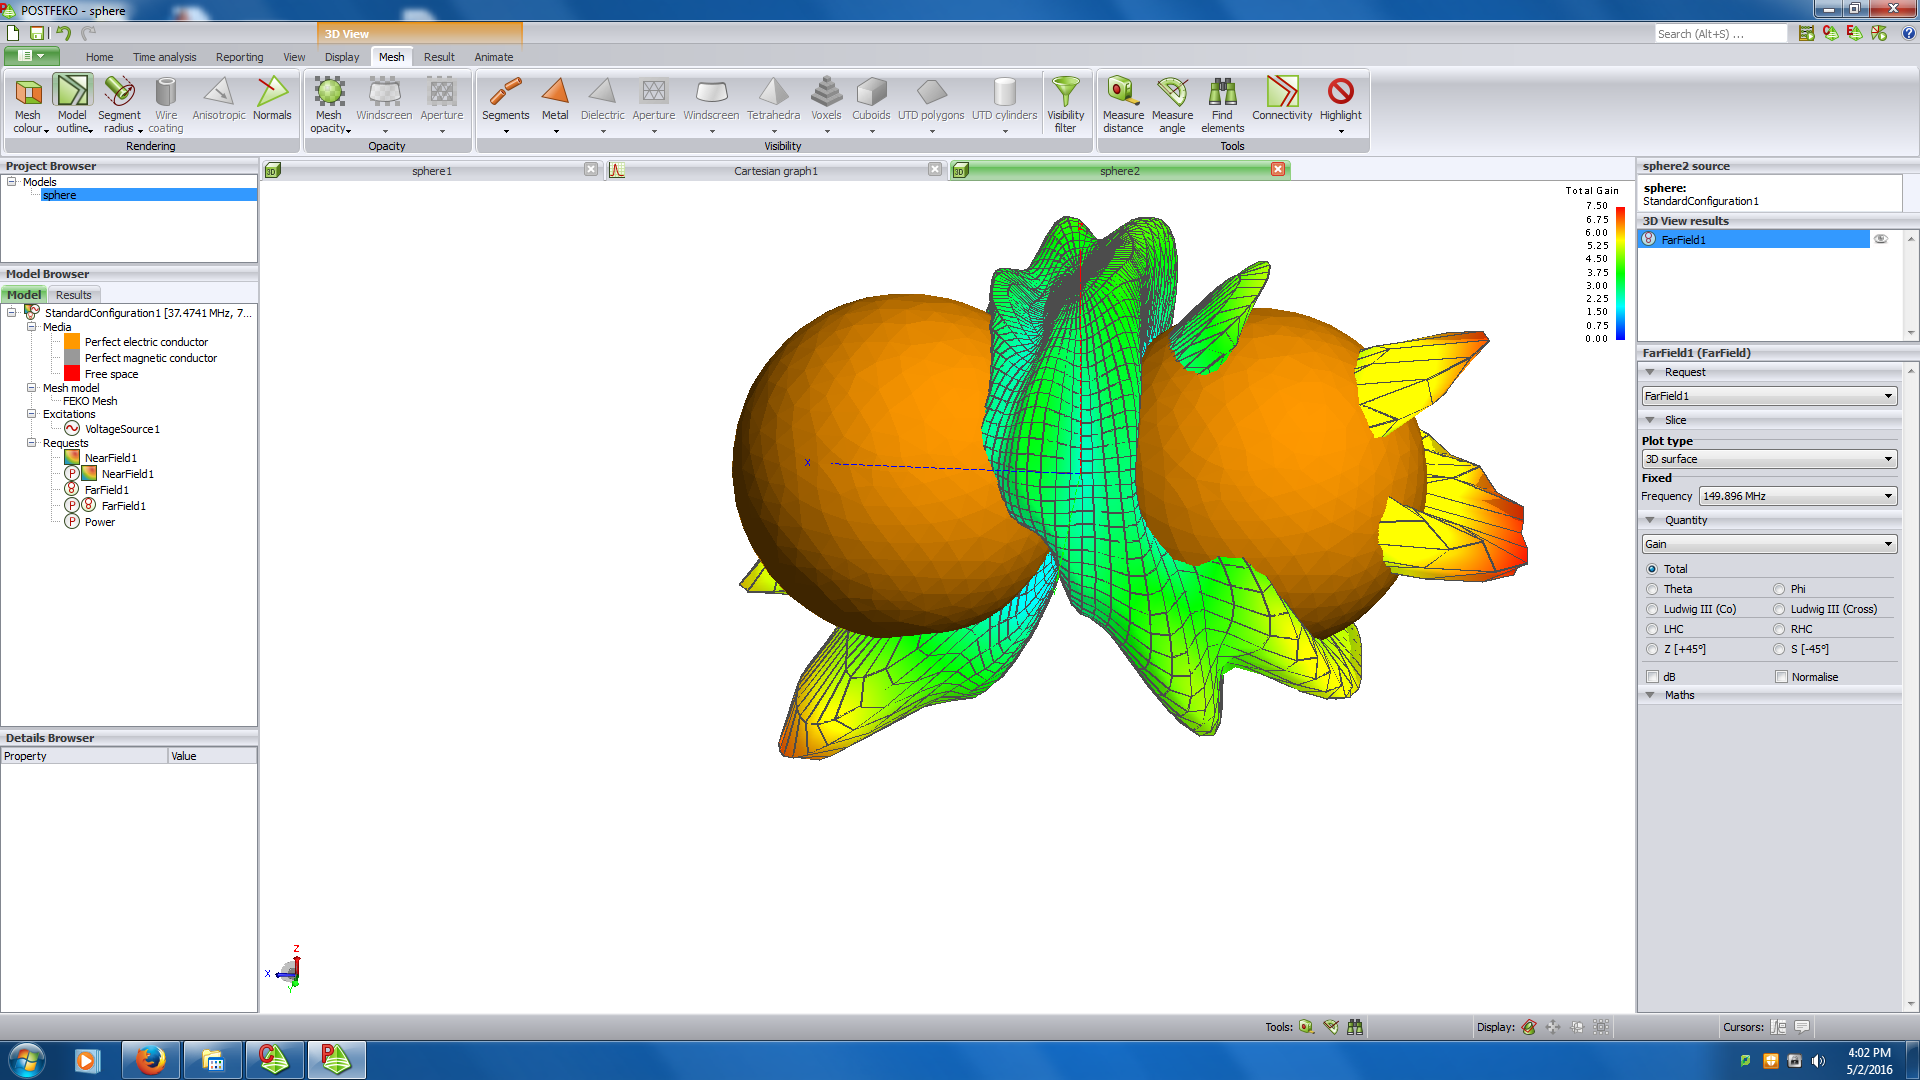 POSTFEKO - sphere
3D View
Search (Alt+S) ...
Home Time analysis Reporting View Display Mesh Result Animate
Mesh colour Model outline Segment radius Wire coating Anisotropic Normals
Mesh opacity Windscreen Aperture
Segments Metal Dielectric Aperture Windscreen Tetrahedra Voxels Cuboids UTD polygons UTD cylinders Visibility filter
Measure distance Measure angle Find elements Connectivity Highlight
Rendering Opacity Visibility Tools
Project Browser
Models
sphere
Model Browser
Model Results
StandardConfiguration1 [37.4741 MHz, 7...
Media
Perfect electric conductor
Perfect magnetic conductor
Free space
Mesh model
FEKO Mesh
Excitations
VoltageSource1
Requests
NearField1
P NearField1
FarField1
P FarField1
P Power
Details Browser
Property Value
3D sphere1
Cartesian graph1
3D sphere2
Total Gain
7.50
6.75
6.00
5.25
4.50
3.75
3.00
2.25
1.50
0.75
0.00
X
Z
X
Y
sphere2 source
sphere:
StandardConfiguration1
3D View results
FarField1
FarField1 (FarField)
Request
FarField1
Slice
Plot type
3D surface
Fixed
Frequency 149.896 MHz
Quantity
Gain
Total
Theta Phi
Ludwig III (Co) Ludwig III (Cross)
LHC RHC
Z [+45°] S [-45°]
dB Normalise
Maths
Tools: Display: Cursors:
4:02 PM
5/2/2016